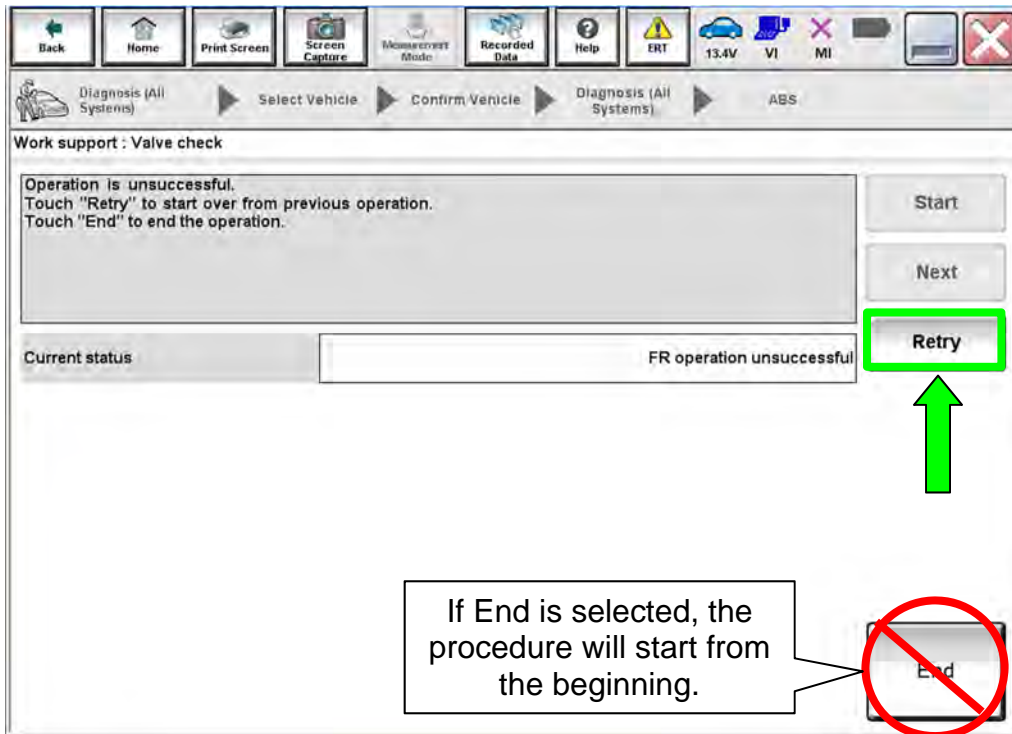 Back
Home
Print Screen
Screen
Capture
Measurement
Mode
Recorded
Data
Help
ERT
13.4V
VI
MI
Diagnosis (All
Systems)
Select Vehicle
Confirm Vehicle
Diagnosis (All
Systems)
ABS
Work support : Valve check
Operation is unsuccessful.
Touch "Retry" to start over from previous operation.
Touch "End" to end the operation.
Start
Next
Retry
Current status
FR operation unsuccessful
If End is selected, the
procedure will start from
the beginning.
End